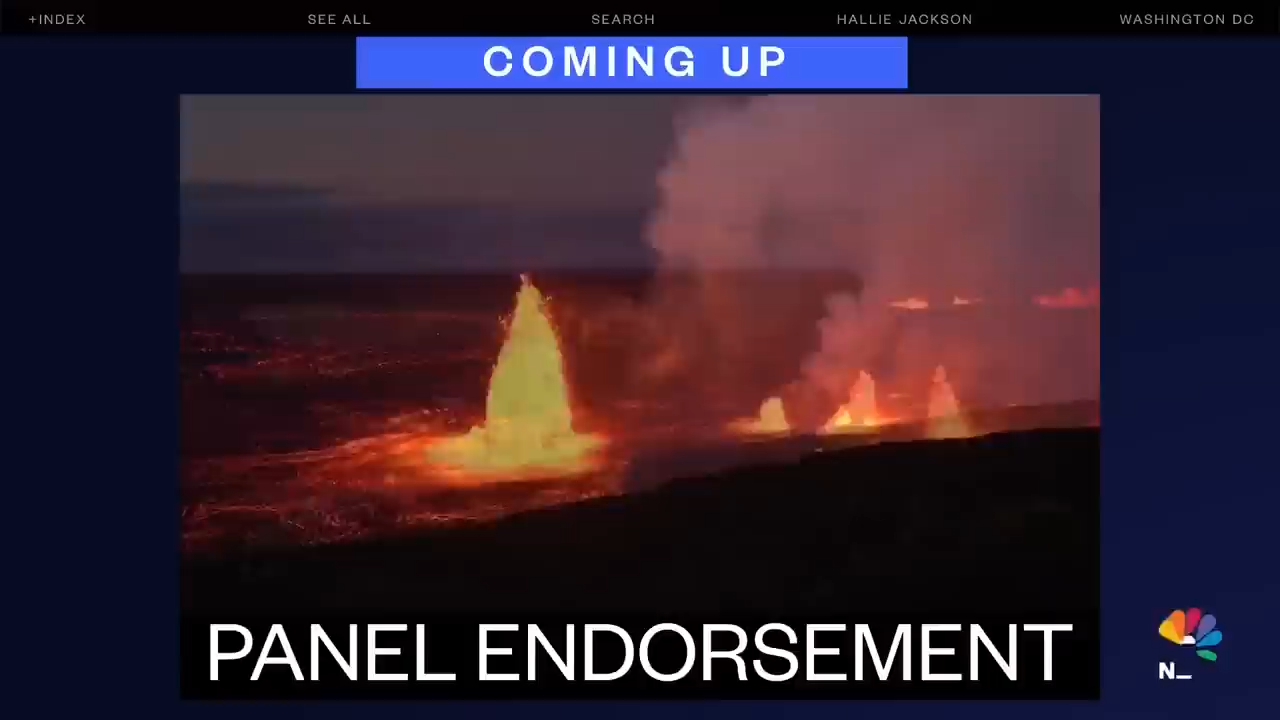 +INDEX SEE ALL SEARCH HALLIE JACKSON WASHINGTON DC
COMING UP
PANEL ENDORSEMENT
N_